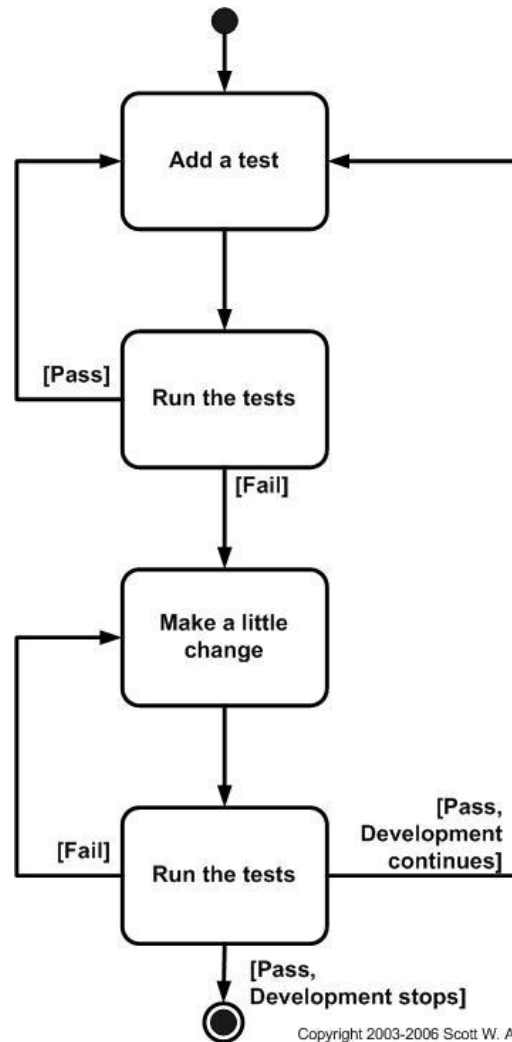 Add a test
[Pass]
Run the tests
[Fail]
Make a little
change
[Pass,
Development
continues]
[Fail]
Run the tests
[Pass,
Development stops]
Copyright 2003-2006 Scott W. A